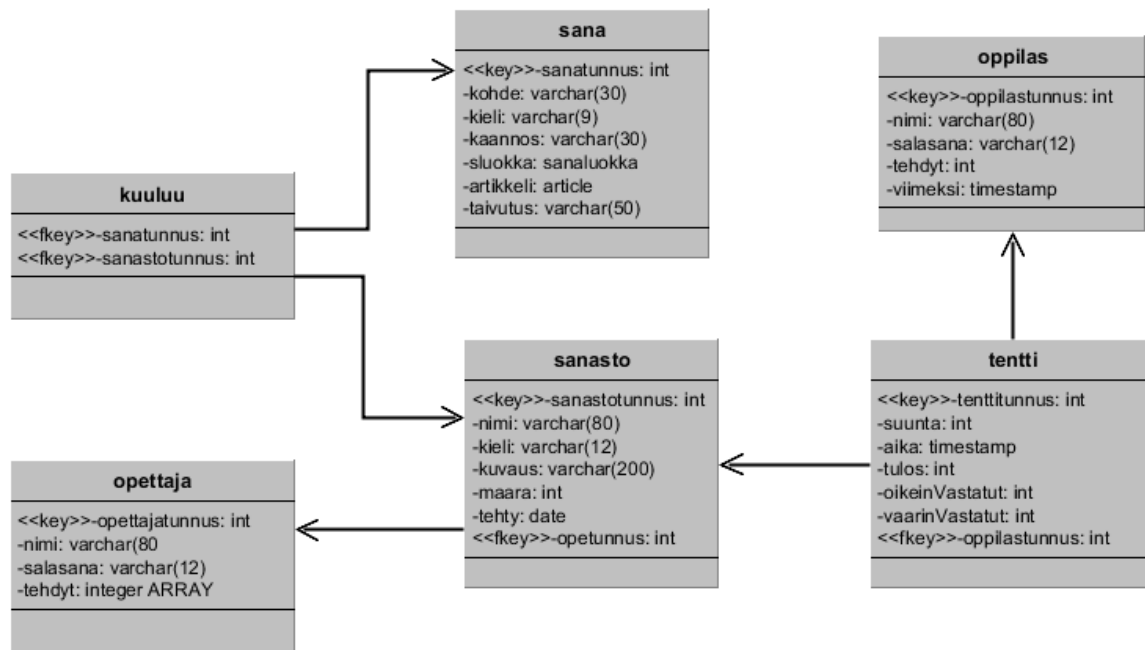 sana
<<key>>-sanatunnus: int
-kohde: varchar(30)
-kieli: varchar(9)
-kaannos: varchar(30)
-sluokka: sanaluokka
-artikkeli: article
-taivutus: varchar(50)
oppilas
<<key>>-oppilastunnus: int
-nimi: varchar(80)
-salasana: varchar(12)
-tehdyt: int
-viimeksi: timestamp
kuuluu
<<fkey>>-sanatunnus: int
<<fkey>>-sanastotunnus: int
sanasto
<<key>>-sanastotunnus: int
-nimi: varchar(80)
-kieli: varchar(12)
-kuvaus: varchar(200)
-maara: int
-tehty: date
<<fkey>>-opetunnus: int
tentti
<<key>>-tenttitunnus: int
-suunta: int
-aika: timestamp
-tulos: int
-oikeinVastatut: int
-vaarinVastatut: int
<<fkey>>-oppilastunnus: int
opettaja
<<key>>-opettajatunnus: int
-nimi: varchar(80
-salasana: varchar(12)
-tehdyt: integer ARRAY